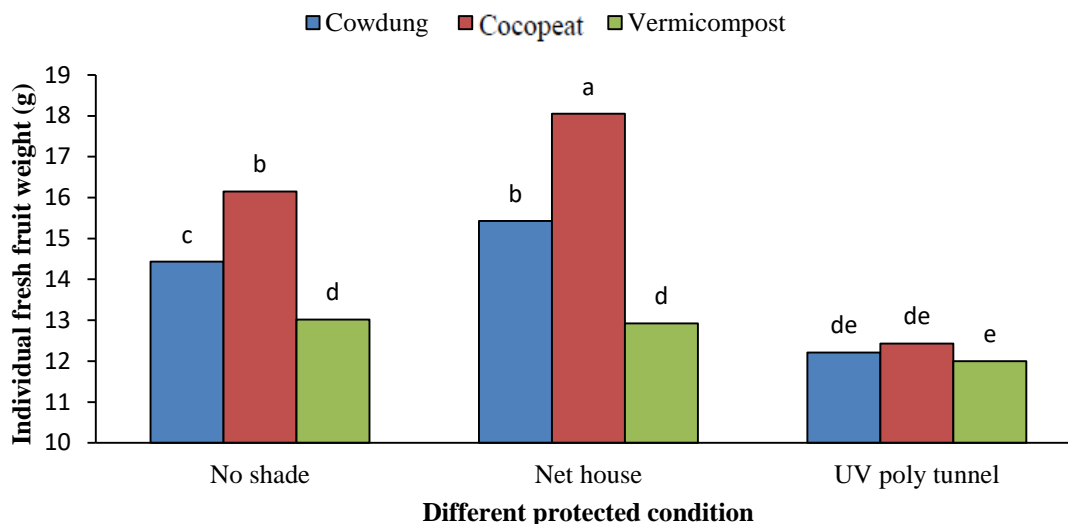 Cowdung Cocopeat Vermicompost
Individual fresh fruit weight (g)
19
18
17
16
15
14
13
12
11
10
c
b
d
b
a
d
de
de
e
No shade Net house UV poly tunnel
Different protected condition